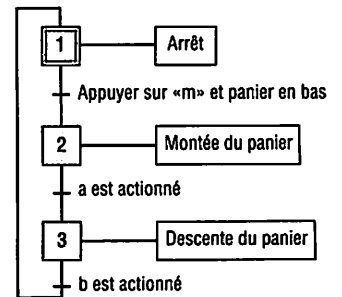 1 Arrêt
Appuyer sur «m» et panier en bas
2 Montée du panier
a est actionné
3 Descente du panier
b est actionné